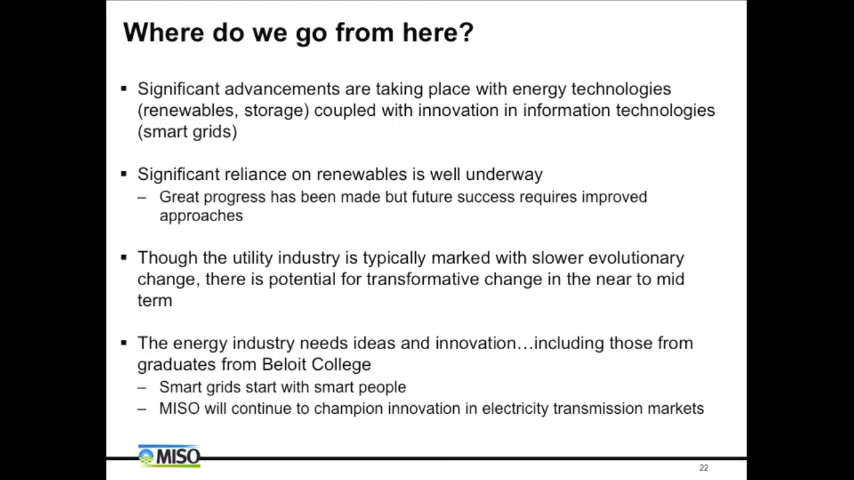 Where do we go from here?
▪ Significant advancements are taking place with energy technologies
(renewables, storage) coupled with innovation in information technologies
(smart grids)
▪ Significant reliance on renewables is well underway
– Great progress has been made but future success requires improved
approaches
▪ Though the utility industry is typically marked with slower evolutionary
change, there is potential for transformative change in the near to mid
term
▪ The energy industry needs ideas and innovation…including those from
graduates from Beloit College
– Smart grids start with smart people
– MISO will continue to champion innovation in electricity transmission markets
MISO
22